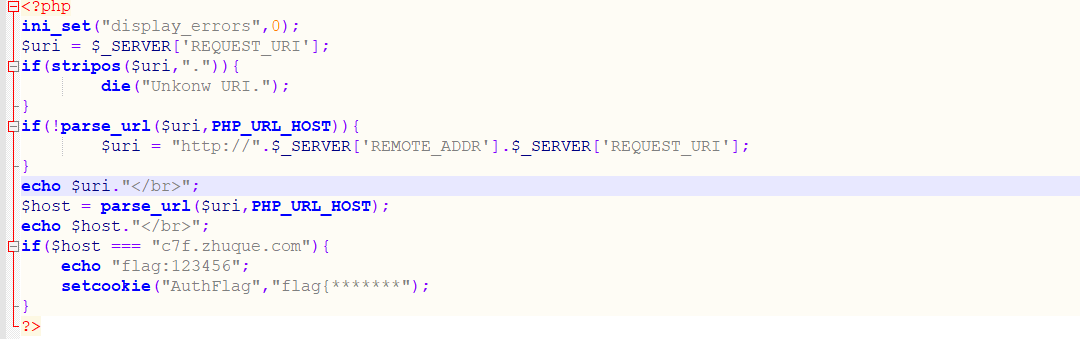 <?php
ini_set("display_errors",0);
$uri = $_SERVER['REQUEST_URI'];
if(stripos($uri,".")){
die("Unkonw URI.");
}
if(!parse_url($uri,PHP_URL_HOST)){
$uri = "http://".$_SERVER['REMOTE_ADDR'].$_SERVER['REQUEST_URI'];
}
echo $uri."</br>";
$host = parse_url($uri,PHP_URL_HOST);
echo $host."</br>";
if($host === "c7f.zhuque.com"){
echo "flag:123456";
setcookie("AuthFlag","flag{*******");
}
?>